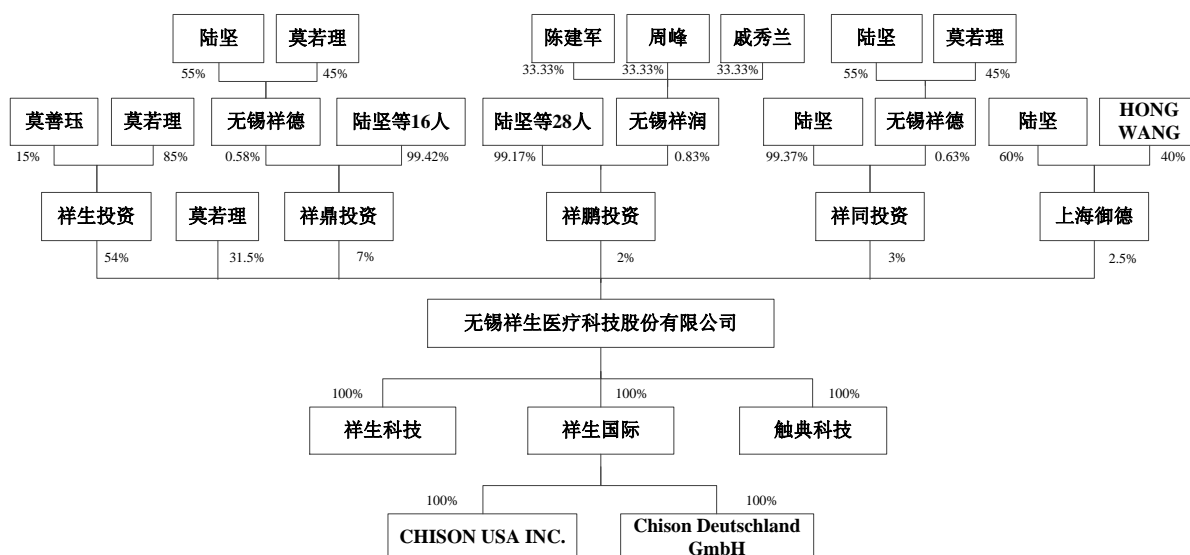 陆坚 莫若理 陈建军 周峰 戚秀兰 陆坚 莫若理
55% 45% 33.33% 33.33% 33.33% 55% 45%
莫善珏 莫若理 无锡祥德 陆坚等16人 陆坚等28人 无锡祥润 陆坚 无锡祥德 陆坚 HONG
WANG
15% 85% 0.58% 99.42% 99.17% 0.83% 99.37% 0.63% 60% 40%
祥生投资 莫若理 祥鼎投资 祥鹏投资 祥同投资 上海御德
54% 31.5% 7% 2% 3% 2.5%
无锡祥生医疗科技股份有限公司
100% 100% 100%
祥生科技 祥生国际 触典科技
100% 100%
CHISON USA INC. Chison Deutschland
GmbH